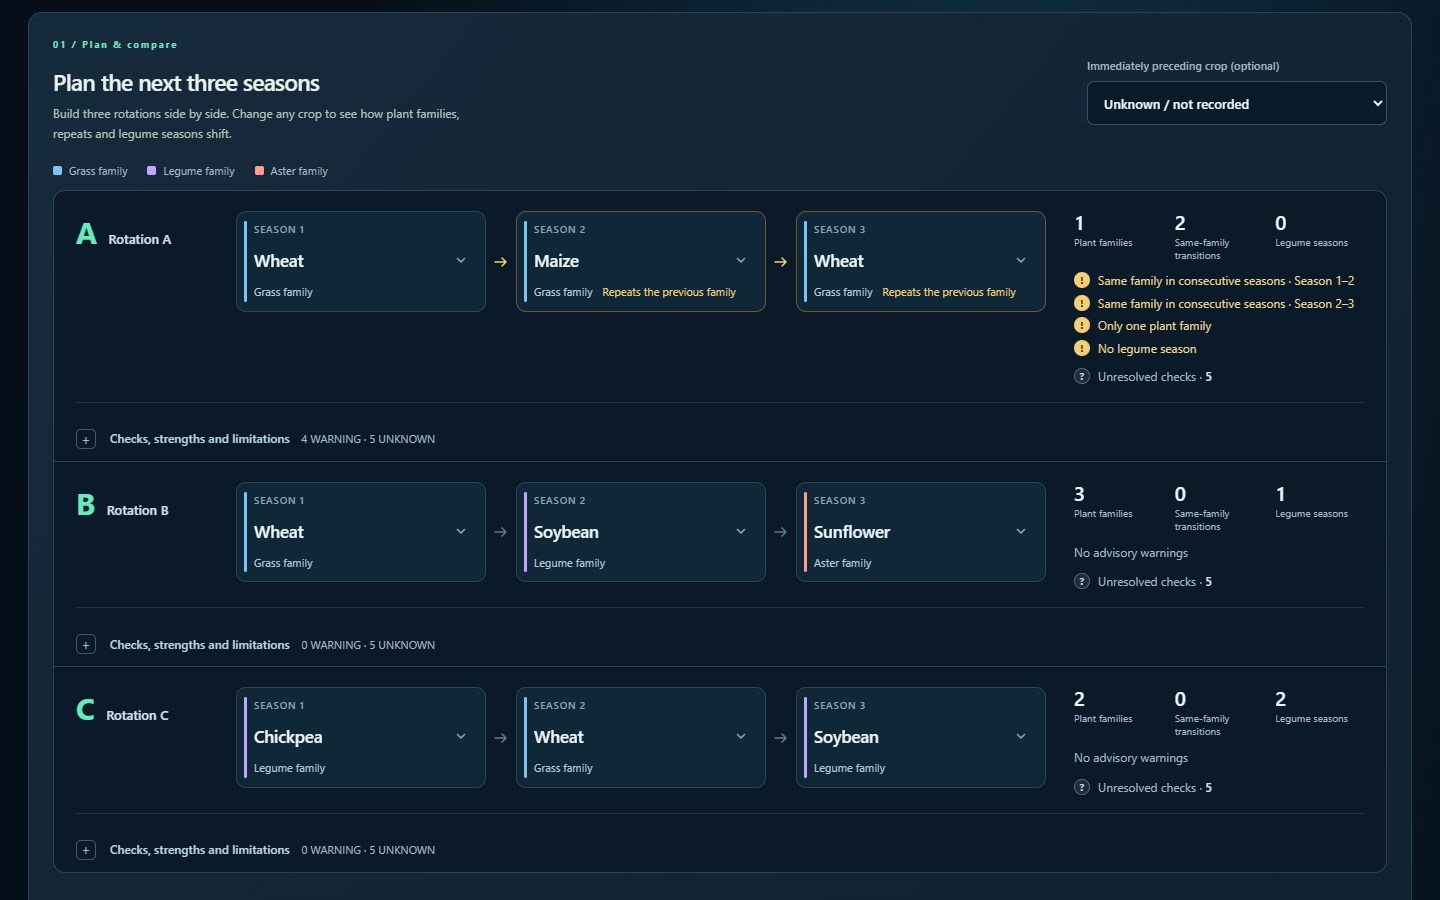 01 / Plan & compare
Plan the next three seasons
Build three rotations side by side. Change any crop to see how plant families,
repeats and legume seasons shift.
Immediately preceding crop (optional)
Unknown / not recorded
Grass family
Legume family
Aster family
A Rotation A
SEASON 1
Wheat
Grass family
→
SEASON 2
Maize
Grass family Repeats the previous family
→
SEASON 3
Wheat
Grass family Repeats the previous family
1
Plant families
2
Same-family
transitions
0
Legume seasons
! Same family in consecutive seasons · Season 1–2
! Same family in consecutive seasons · Season 2–3
! Only one plant family
! No legume season
? Unresolved checks · 5
+ Checks, strengths and limitations 4 WARNING · 5 UNKNOWN
B Rotation B
SEASON 1
Wheat
Grass family
→
SEASON 2
Soybean
Legume family
→
SEASON 3
Sunflower
Aster family
3
Plant families
0
Same-family
transitions
1
Legume seasons
No advisory warnings
? Unresolved checks · 5
+ Checks, strengths and limitations 0 WARNING · 5 UNKNOWN
C Rotation C
SEASON 1
Chickpea
Legume family
→
SEASON 2
Wheat
Grass family
→
SEASON 3
Soybean
Legume family
2
Plant families
0
Same-family
transitions
2
Legume seasons
No advisory warnings
? Unresolved checks · 5
+ Checks, strengths and limitations 0 WARNING · 5 UNKNOWN